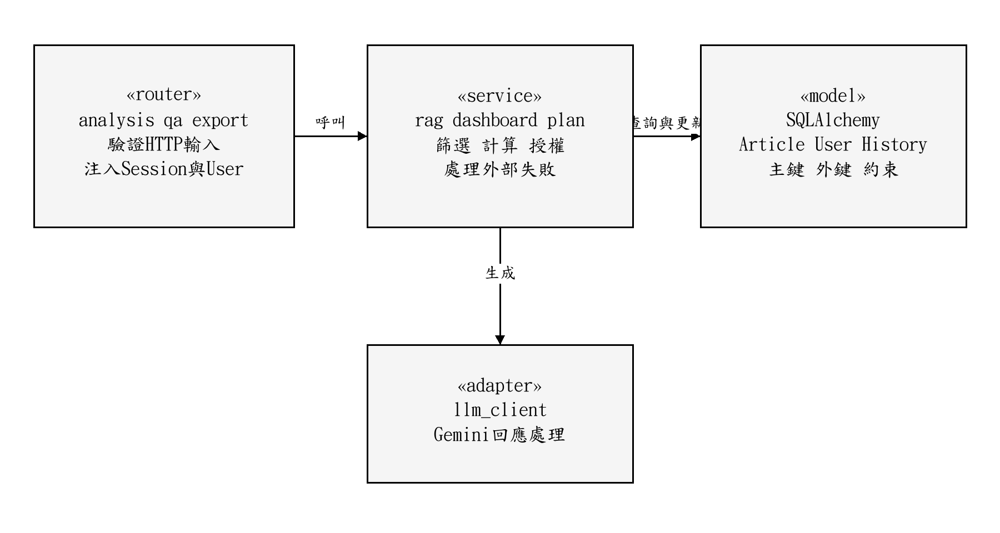 «router»
analysis qa export
驗證HTTP輸入
注入Session與User
呼叫
«service»
rag dashboard plan
篩選 計算 授權
處理外部失敗
查詢與更新
«model»
SQLAlchemy
Article User History
主鍵 外鍵 約束
生成
«adapter»
llm_client
Gemini回應處理